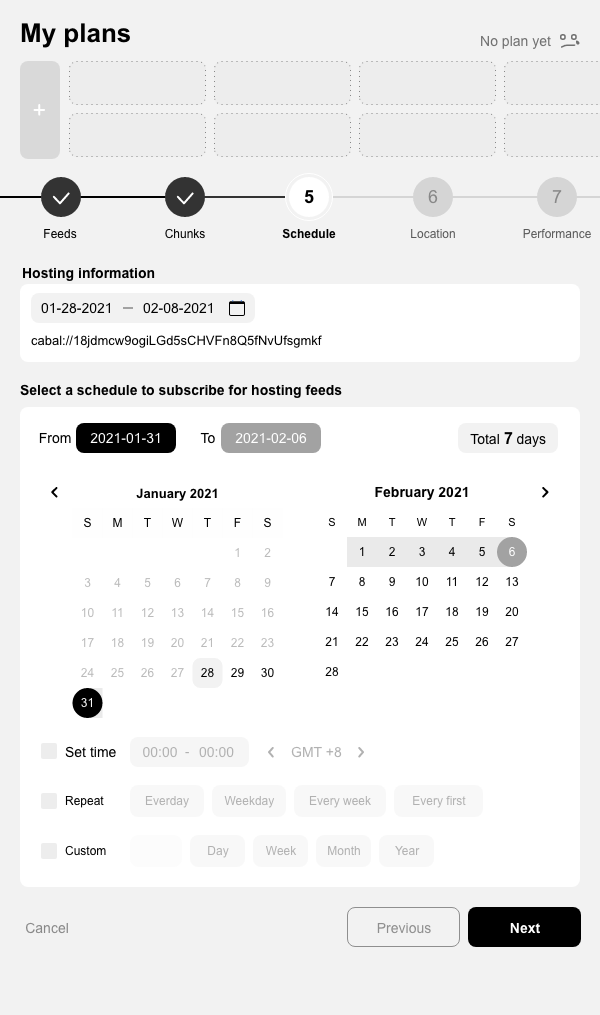 My plans
No plan yet
+
5
6
7
Feeds
Chunks
Schedule
Location
Performance
Hosting information
01-28-2021 — 02-08-2021
cabal://18jdmcw9ogiLGd5sCHVFn8Q5fNvUfsgmkf
Select a schedule to subscribe for hosting feeds
From 2021-01-31 To 2021-02-06 Total 7 days
January 2021
S M T W T F S
1 2
3 4 5 6 7 8 9
10 11 12 13 14 15 16
17 18 19 20 21 22 23
24 25 26 27 28 29 30
31
February 2021
S M T W T F S
1 2 3 4 5 6
7 8 9 10 11 12 13
14 15 16 17 18 19 20
21 22 23 24 25 26 27
28
Set time 00:00 - 00:00 GMT +8
Repeat Everday Weekday Every week Every first
Custom Day Week Month Year
Cancel Previous Next